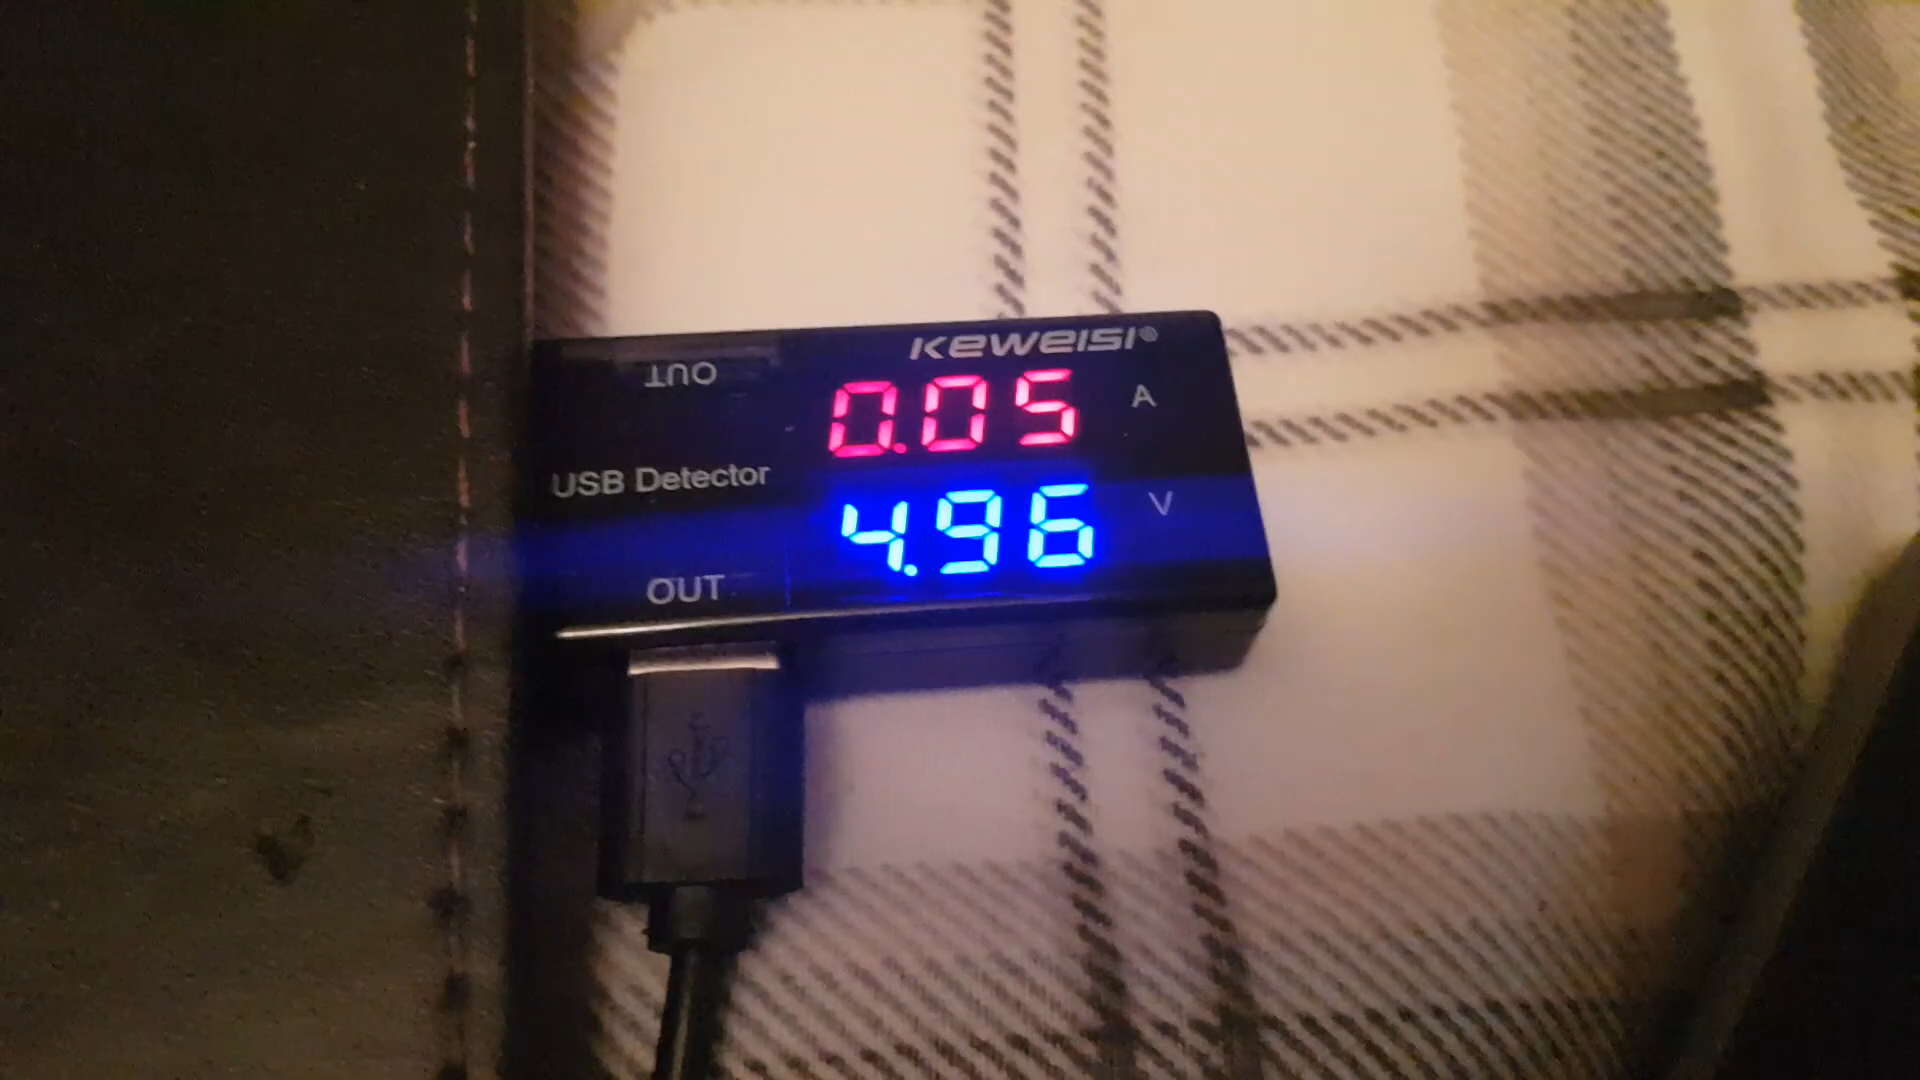 KEWEISI®
OUT
0.05 A
USB Detector
4.96 V
OUT